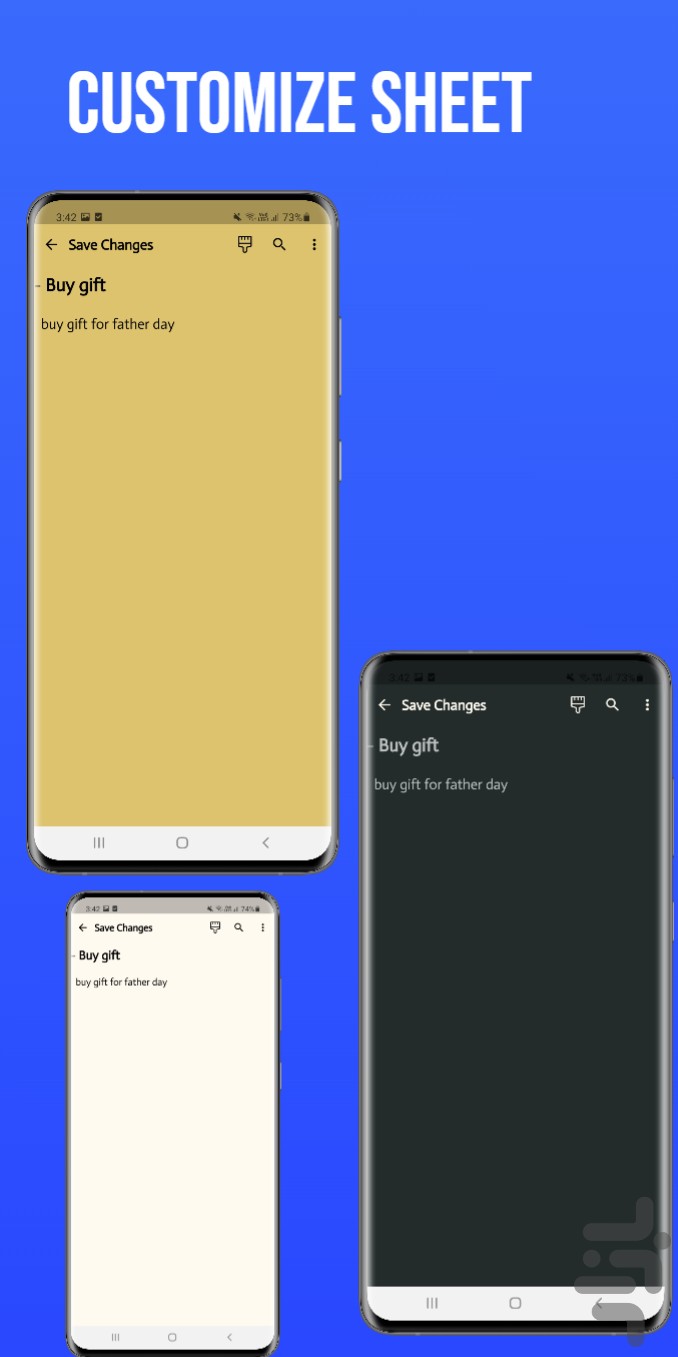 CUSTOMIZE SHEET
3:42 73%
Save Changes
- Buy gift
buy gift for father day
3:42 73%
Save Changes
- Buy gift
buy gift for father day
3:42 74%
Save Changes
- Buy gift
buy gift for father day